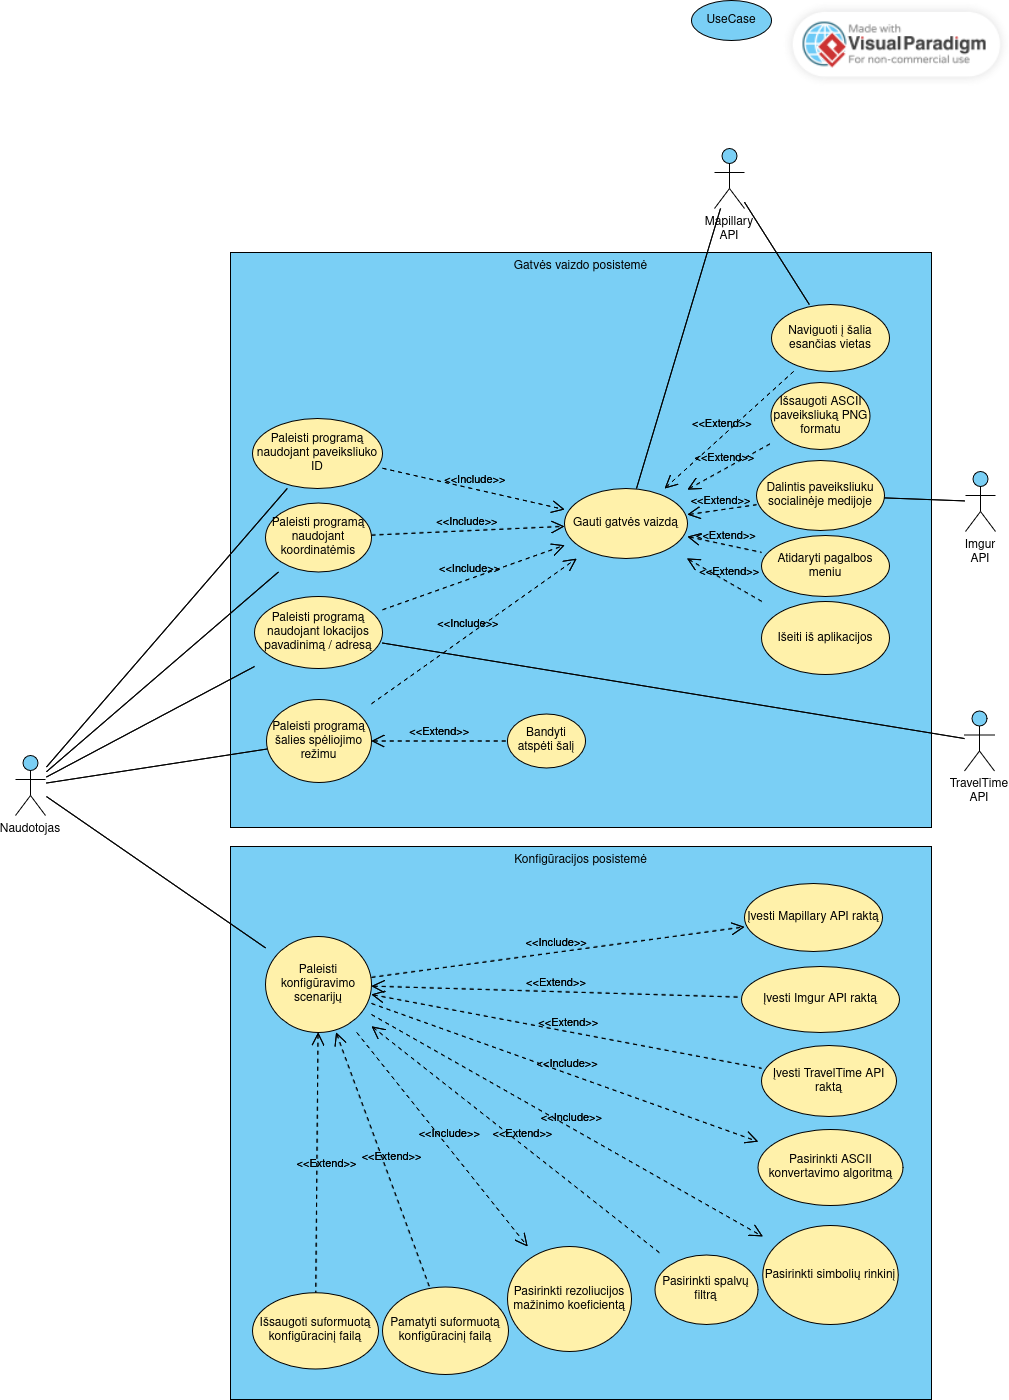 UseCase
Made with
Visual Paradigm
For non-commercial use
Mapillary
API
Gatvės vaizdo posistemė
Naviguoti į šalia
esančias vietas
Išsaugoti ASCII
paveiksliuką PNG
formatu
<<Extend>>
Paleisti programą
naudojant paveiksliuko
ID
<<Extend>>
<<Include>>
Dalintis paveiksliuku
socialinėje medijoje
<<Extend>>
Paleisti programą
naudojant
koordinatėmis
<<Include>>
Gauti gatvės vaizdą
<<Extend>>
Imgur
API
Atidaryti pagalbos
meniu
<<Include>>
<<Extend>>
Paleisti programą
naudojant lokacijos
pavadinimą / adresą
<<Include>>
Išeiti iš aplikacijos
Paleisti programą
šalies spėliojimo
režimu
<<Extend>>
Bandyti
atspėti šalį
TravelTime
API
Naudotojas
Konfigūracijos posistemė
Įvesti Mapillary API raktą
<<Include>>
Paleisti
konfigūravimo
scenarijų
<<Extend>>
Įvesti Imgur API raktą
<<Extend>>
<<Include>>
Įvesti TravelTime API
raktą
<<Include>>
<<Include>>
<<Extend>>
<<Extend>>
<<Extend>>
Pasirinkti ASCII
konvertavimo algoritmą
Pasirinkti simbolių rinkinį
Pasirinkti spalvų
filtrą
Pasirinkti rezoliucijos
mažinimo koeficientą
Išsaugoti suformuotą
konfigūracinį failą
Pamatyti suformuotą
konfigūracinį failą